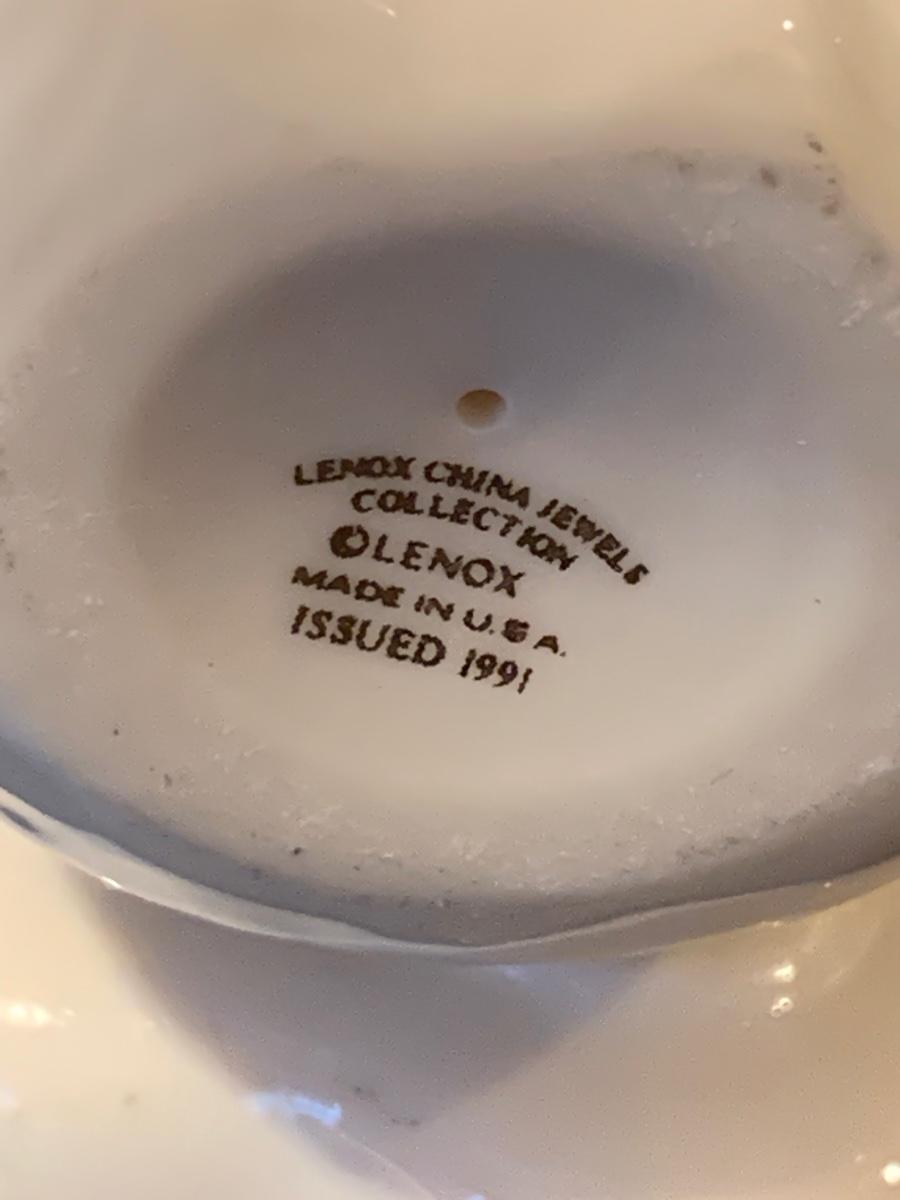 LENOX CHINA JEWELS
COLLECTION
©LENOX
MADE IN U.S.A.
ISSUED 1991